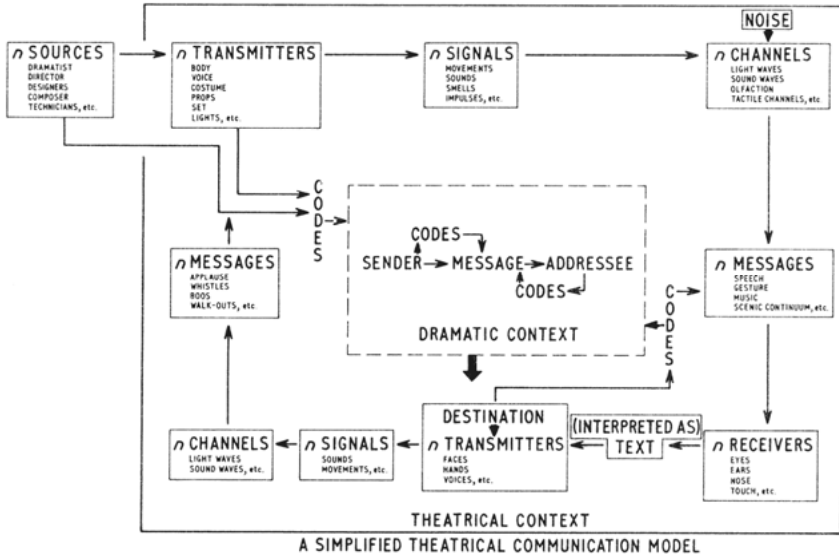 NOISE
n SOURCES
DRAMATIST
DIRECTOR
DESIGNERS
COMPOSER
TECHNICIANS, etc.
n TRANSMITTERS
BODY
VOICE
COSTUME
PROPS
SET
LIGHTS, etc.
n SIGNALS
MOVEMENTS
SOUNDS
SMELLS
IMPULSES, etc.
n CHANNELS
LIGHT WAVES
SOUND WAVES
OLFACTION
TACTILE CHANNELS, etc.
CODES
CODES
SENDER MESSAGE ADDRESSEE
CODES
DRAMATIC CONTEXT
n MESSAGES
APPLAUSE
WHISTLES
BOOS
WALK-OUTS, etc.
CODES
n MESSAGES
SPEECH
GESTURE
MUSIC
SCENIC CONTINUUM, etc.
n CHANNELS
LIGHT WAVES
SOUND WAVES, etc.
n SIGNALS
SOUNDS
MOVEMENTS, etc.
DESTINATION
n TRANSMITTERS
FACES
HANDS
VOICES, etc.
(INTERPRETED AS)
TEXT
n RECEIVERS
EYES
EARS
NOSE
TOUCH, etc.
THEATRICAL CONTEXT
A SIMPLIFIED THEATRICAL COMMUNICATION MODEL